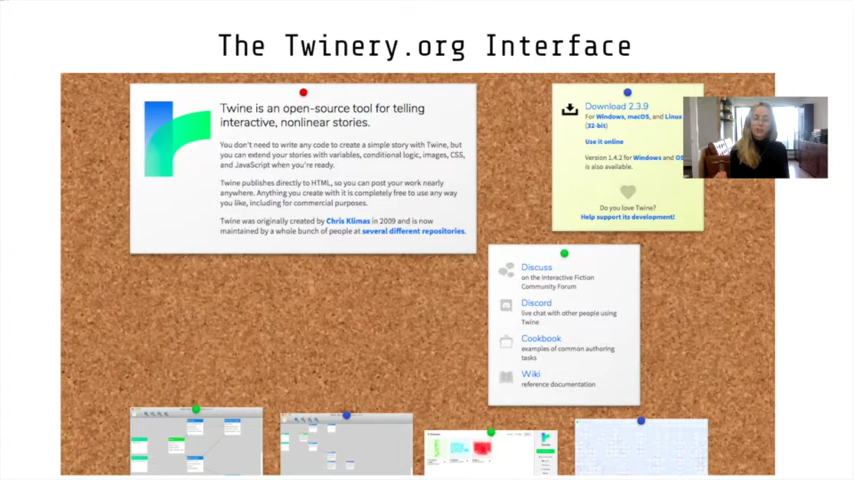 The Twinery.org Interface
Twine is an open-source tool for telling
interactive, nonlinear stories.
You don't need to write any code to create a simple story with Twine, but
you can extend your stories with variables, conditional logic, images, CSS,
and JavaScript when you're ready.
Twine publishes directly to HTML, so you can post your work nearly
anywhere. Anything you create with it is completely free to use any way
you like, including for commercial purposes.
Twine was originally created by Chris Klimas in 2009 and is now
maintained by a whole bunch of people at several different repositories.
Download 2.3.9
For Windows, macOS, and Linux
(32-bit)
Use it online
Version 1.4.2 for Windows and OS
is also available.
Do you love Twine?
Help support its development!
Discuss
on the Interactive Fiction
Community Forum
Discord
live chat with other people using
Twine
Cookbook
examples of common authoring
tasks
Wiki
reference documentation